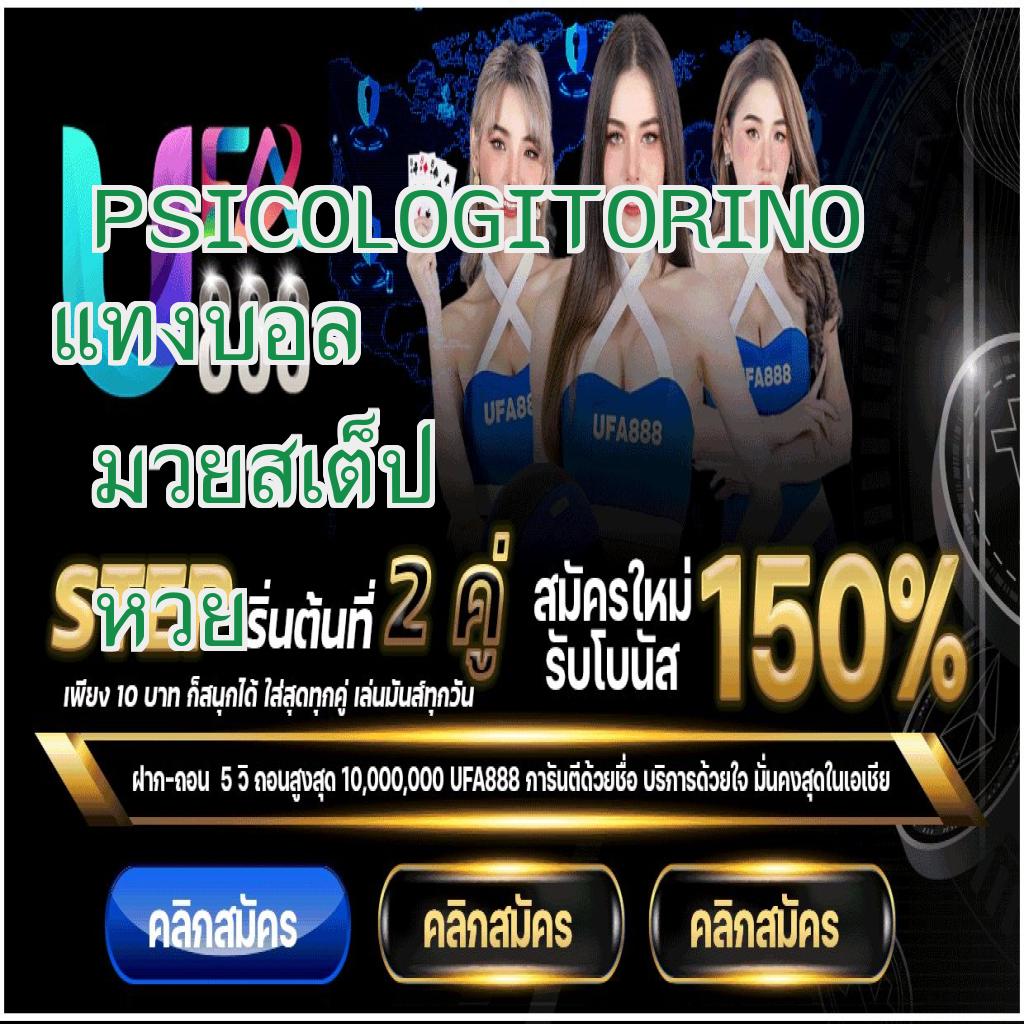 UFA
888
PSICOLOGITORINO
แทงบอล
UFA888
UFA888
UFA888
มวยสเต็ป
STEP
หวย
ริ่นต้นที่ 2 คู่
เพียง 10 บาท ก็สนุกได้ ใส่สุดทุกคู่ เล่นมันส์ทุกวัน
สมัครใหม่
รับโบนัส
150%
ฝาก-ถอน 5 วิ ถอนสูงสุด 10,000,000 UFA888 การันตีด้วยชื่อ บริการด้วยใจ มั่นคงสุดในเอเชีย
คลิกสมัคร
คลิกสมัคร
คลิกสมัคร